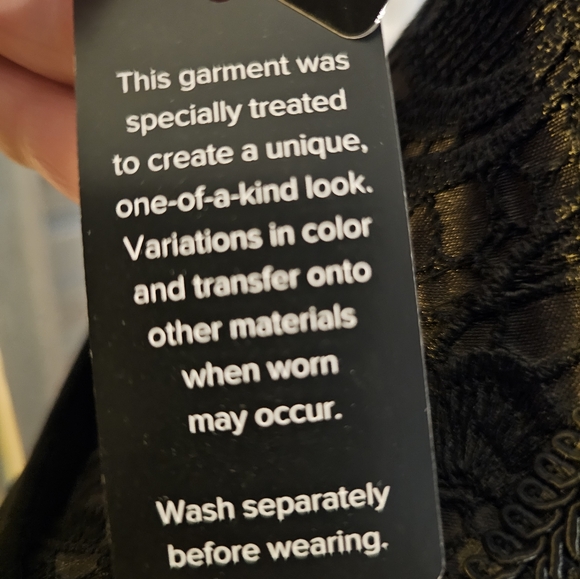 This garment was
specially treated
to create a unique,
one-of-a-kind look.
Variations in color
and transfer onto
other materials
when worn
may occur.
Wash separately
before wearing.